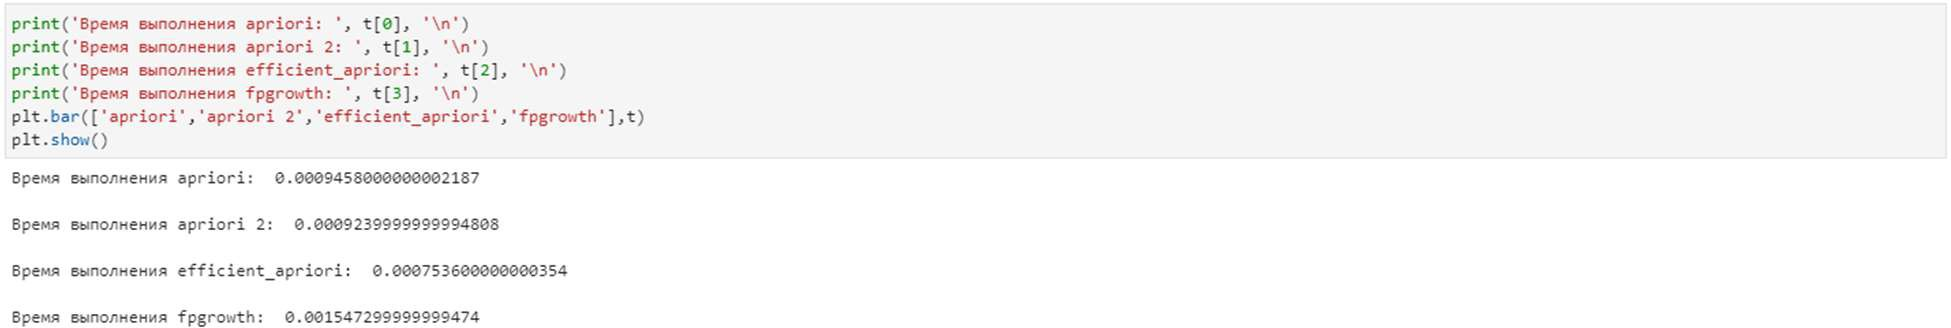 print('Время выполнения apriori: ', t[0], '\n')
print('Время выполнения apriori 2: ', t[1], '\n')
print('Время выполнения efficient_apriori: ', t[2], '\n')
print('Время выполнения fpgrowth: ', t[3], '\n')
plt.bar(['apriori','apriori 2','efficient_apriori','fpgrowth'],t)
plt.show()
Время выполнения apriori:  0.0009458000000002187
Время выполнения apriori 2:  0.0009239999999994808
Время выполнения efficient_apriori:  0.000753600000000354
Время выполнения fpgrowth:  0.001547299999999474